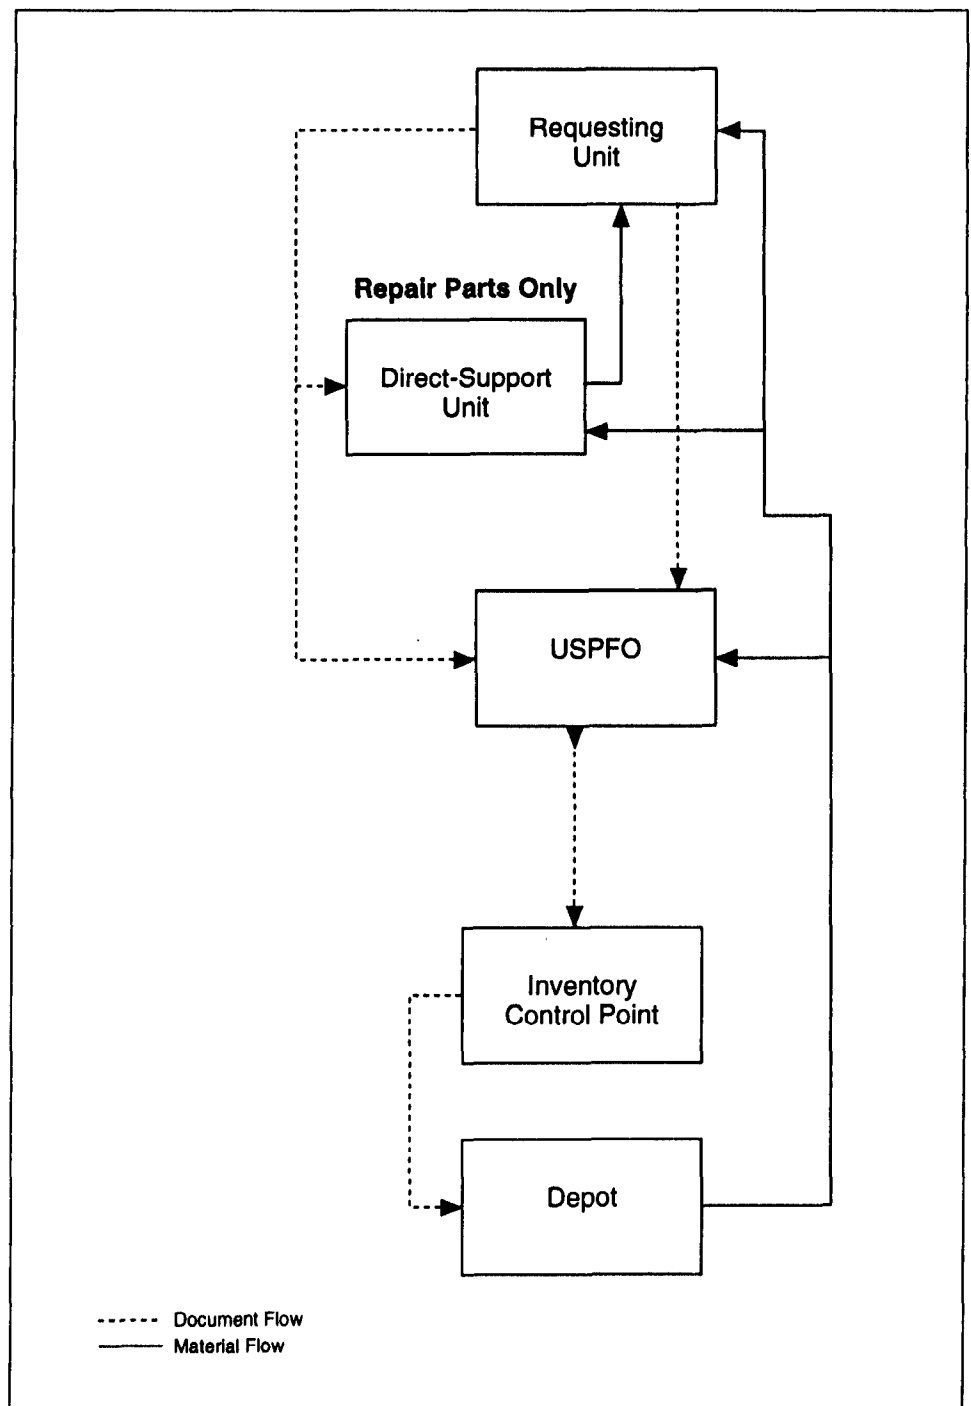 Requesting
Unit
Repair Parts Only
Direct-Support
Unit
USPFO
Inventory
Control Point
Depot
Document Flow
Material Flow